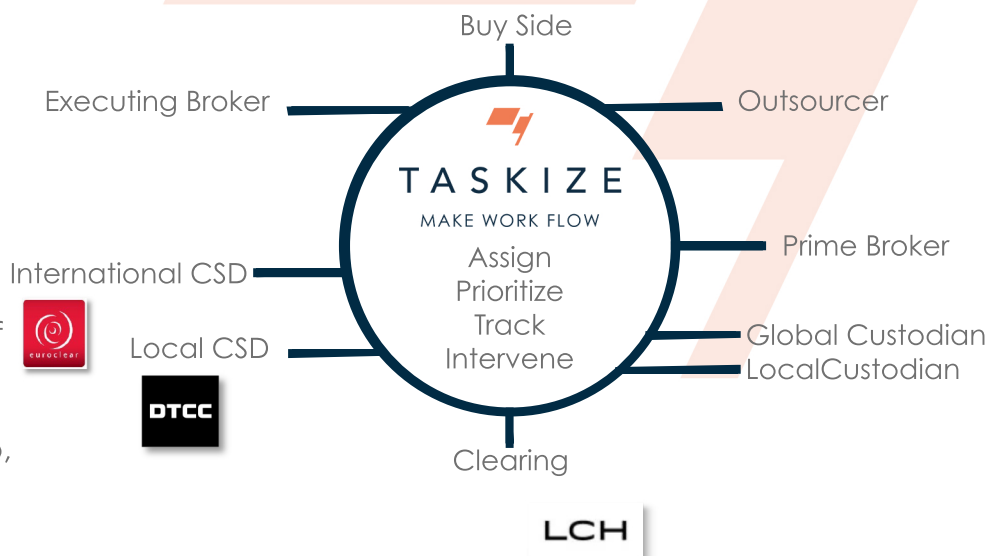 Buy Side
Executing Broker
Outsourcer
TASKIZE
MAKE WORK FLOW
Assign
Prioritize
Track
Intervene
Prime Broker
International CSD
euroclear
Local CSD
DTCC
Global Custodian
LocalCustodian
Clearing
LCH